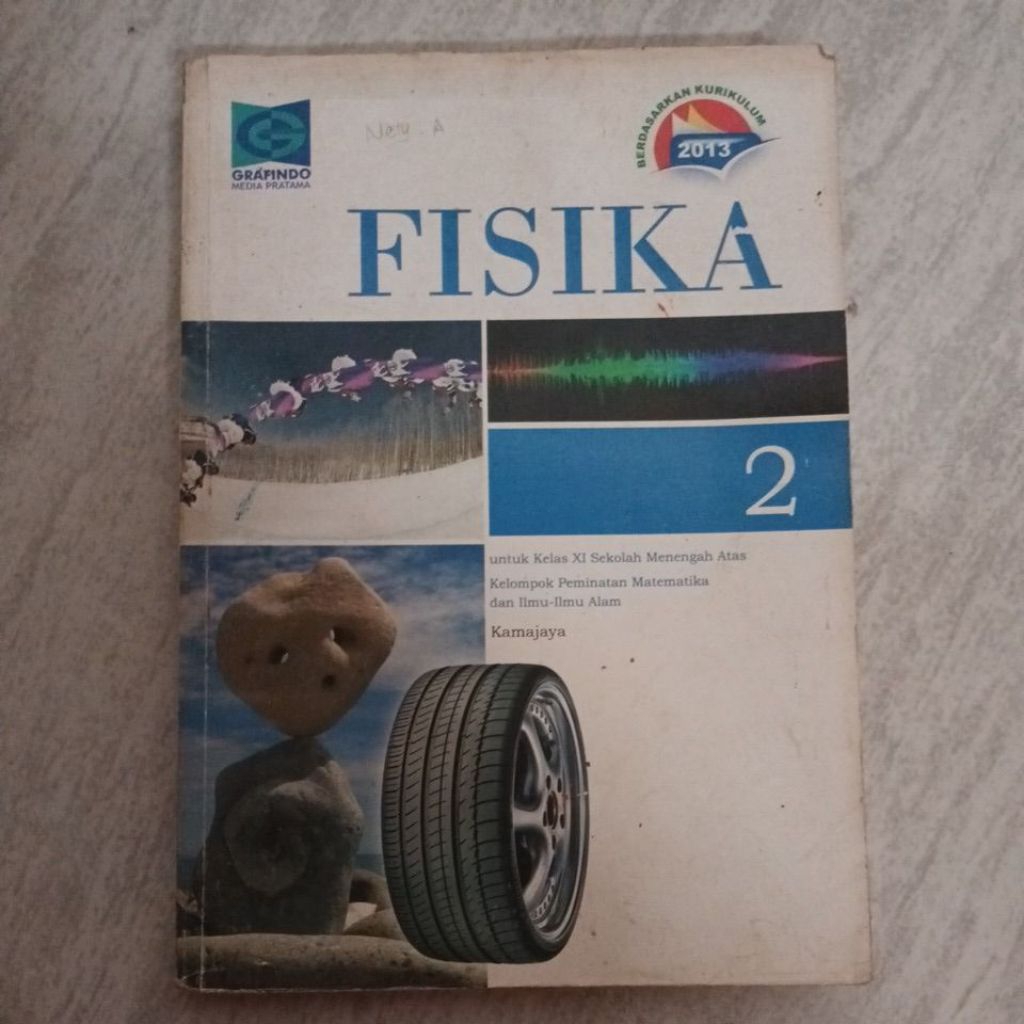 GRAFINDO
MEDIA PRATAMA
Nety. A
BERDASARKAN KURIKULUM
2013
FISIKA
2
untuk Kelas XI Sekolah Menengah Atas
Kelompok Peminatan Matematika
dan Ilmu-Ilmu Alam
Kamajaya